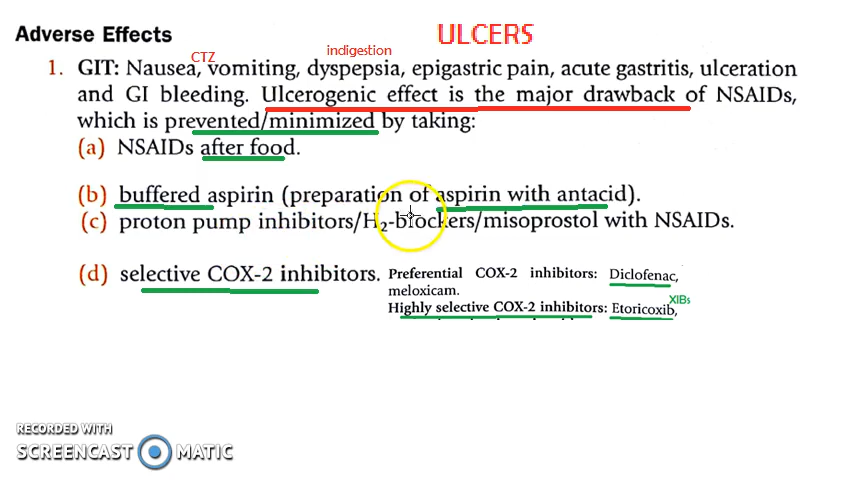 ULCERS
Adverse Effects
CTZ
indigestion
1. GIT: Nausea, vomiting, dyspepsia, epigastric pain, acute gastritis, ulceration
and GI bleeding. Ulcerogenic effect is the major drawback of NSAIDs,
which is prevented/minimized by taking:
(a) NSAIDs after food.
(b) buffered aspirin (preparation of aspirin with antacid).
(c) proton pump inhibitors/H₂-blockers/misoprostol with NSAIDs.
(d) selective COX-2 inhibitors.
Preferential COX-2 inhibitors: Diclofenac,
meloxicam.
XIBs
Highly selective COX-2 inhibitors: Etoricoxib,
RECORDED WITH
SCREENCAST MATIC